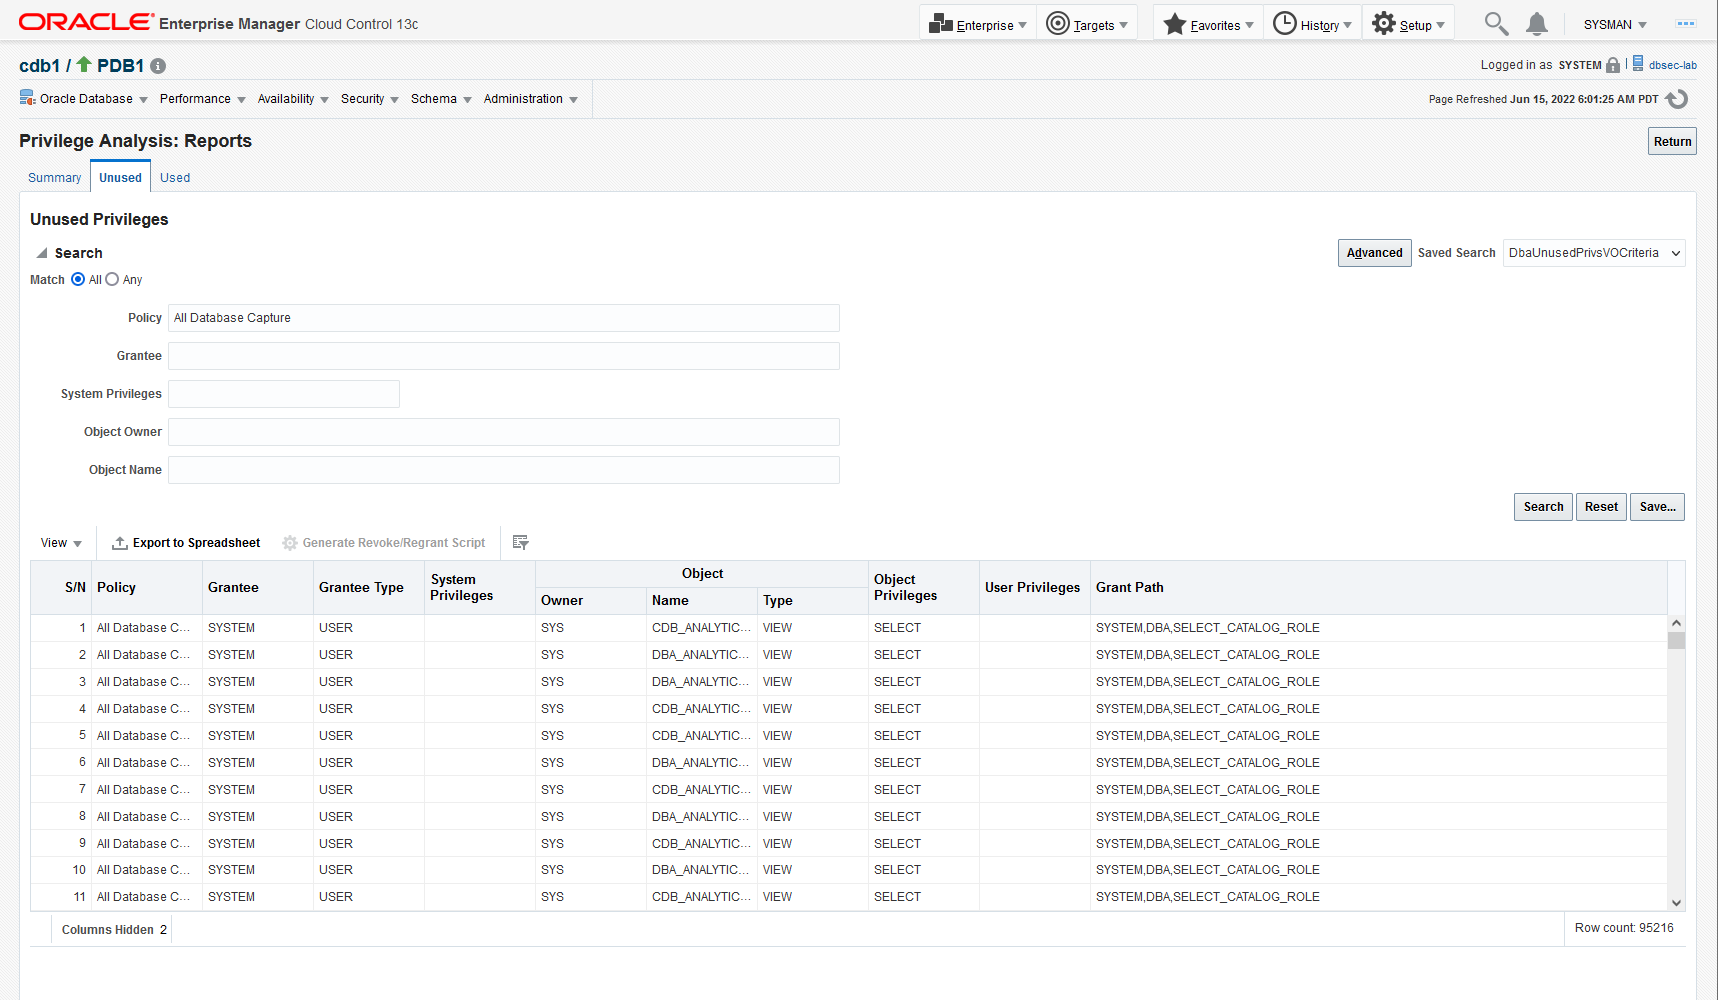 ORACLE Enterprise Manager Cloud Control 13c Enterprise Targets Favorites History Setup SYSMAN
cdb1 / PDB1
Logged in as SYSTEM dbsec-lab
Oracle Database Performance Availability Security Schema Administration
Page Refreshed Jun 15, 2022 6:01:25 AM PDT
Privilege Analysis: Reports
Return
Summary Unused Used
Unused Privileges
Search
Advanced Saved Search DbaUnusedPrivsVOCriteria
Match All Any
Policy All Database Capture
Grantee
System Privileges
Object Owner
Object Name
Search Reset Save...
View Export to Spreadsheet Generate Revoke/Regrant Script
S/N Policy Grantee Grantee Type System Privileges Object Owner Name Type Object Privileges User Privileges Grant Path
1 All Database C... SYSTEM USER SYS CDB_ANALYTIC... VIEW SELECT SYSTEM,DBA,SELECT_CATALOG_ROLE
2 All Database C... SYSTEM USER SYS DBA_ANALYTIC... VIEW SELECT SYSTEM,DBA,SELECT_CATALOG_ROLE
3 All Database C... SYSTEM USER SYS DBA_ANALYTIC... VIEW SELECT SYSTEM,DBA,SELECT_CATALOG_ROLE
4 All Database C... SYSTEM USER SYS CDB_ANALYTIC... VIEW SELECT SYSTEM,DBA,SELECT_CATALOG_ROLE
5 All Database C... SYSTEM USER SYS CDB_ANALYTIC... VIEW SELECT SYSTEM,DBA,SELECT_CATALOG_ROLE
6 All Database C... SYSTEM USER SYS DBA_ANALYTIC... VIEW SELECT SYSTEM,DBA,SELECT_CATALOG_ROLE
7 All Database C... SYSTEM USER SYS CDB_ANALYTIC... VIEW SELECT SYSTEM,DBA,SELECT_CATALOG_ROLE
8 All Database C... SYSTEM USER SYS DBA_ANALYTIC... VIEW SELECT SYSTEM,DBA,SELECT_CATALOG_ROLE
9 All Database C... SYSTEM USER SYS CDB_ANALYTIC... VIEW SELECT SYSTEM,DBA,SELECT_CATALOG_ROLE
10 All Database C... SYSTEM USER SYS DBA_ANALYTIC... VIEW SELECT SYSTEM,DBA,SELECT_CATALOG_ROLE
11 All Database C... SYSTEM USER SYS CDB_ANALYTIC... VIEW SELECT SYSTEM,DBA,SELECT_CATALOG_ROLE
Columns Hidden 2
Row count: 95216